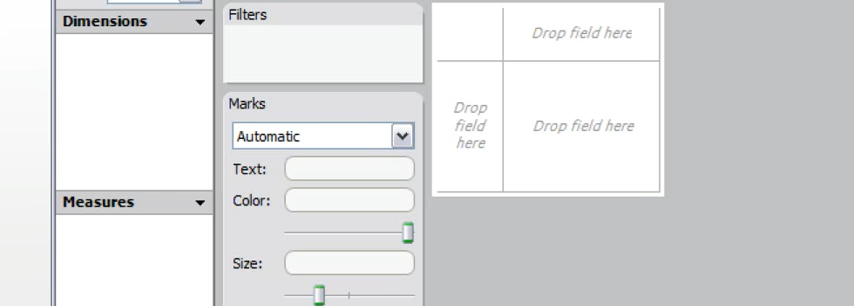 Dimensions
Measures
Filters
Marks
Automatic
Text:
Color:
Size:
Drop field here
Drop
field
here
Drop field here